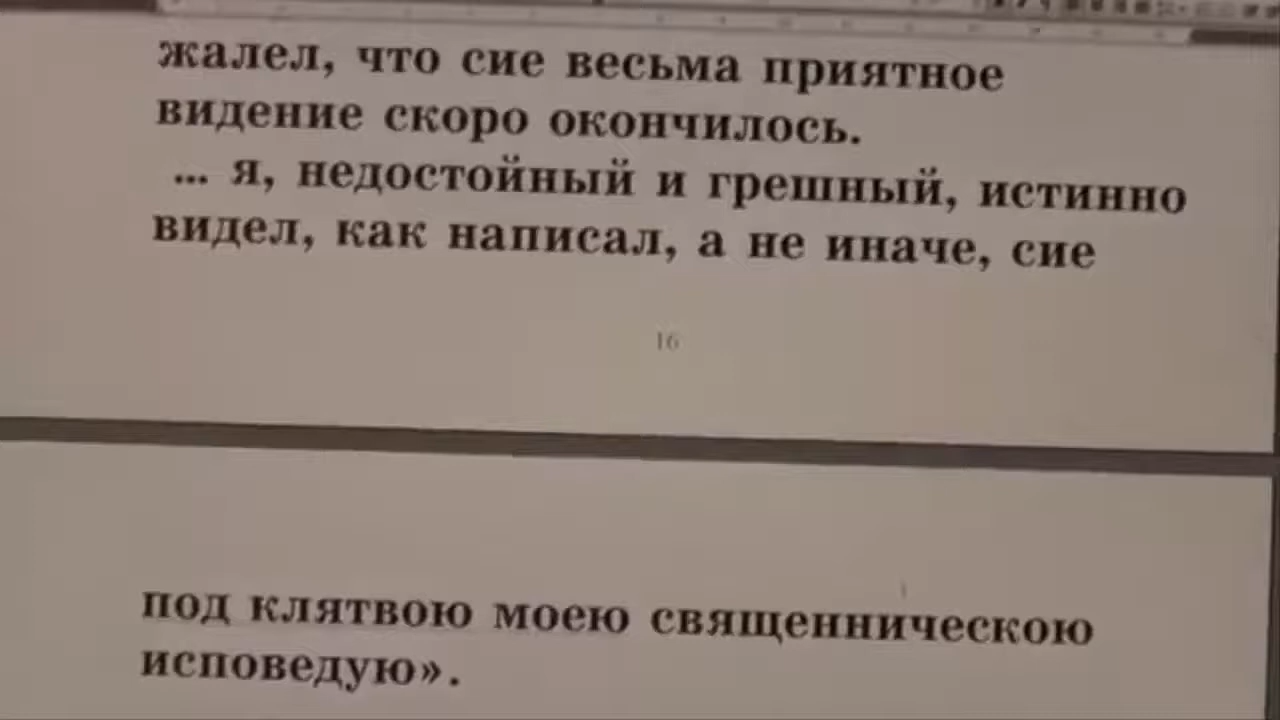 жалел, что сие весьма приятное
видение скоро окончилось.
... я, недостойный и грешный, истинно
видел, как написал, а не иначе, сие
16
под клятвою моею священническою
исповедую».